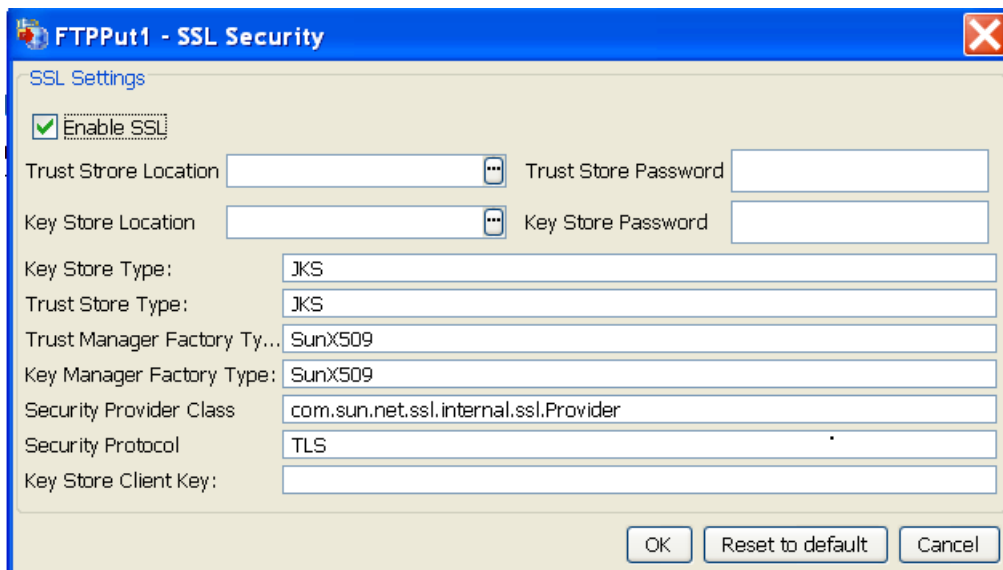 FTPPut1 - SSL Security
SSL Settings
Enable SSL
Trust Strore Location
Trust Store Password
Key Store Location
Key Store Password
Key Store Type: JKS
Trust Store Type: JKS
Trust Manager Factory Ty... SunX509
Key Manager Factory Type: SunX509
Security Provider Class com.sun.net.ssl.internal.ssl.Provider
Security Protocol TLS
Key Store Client Key:
OK Reset to default Cancel